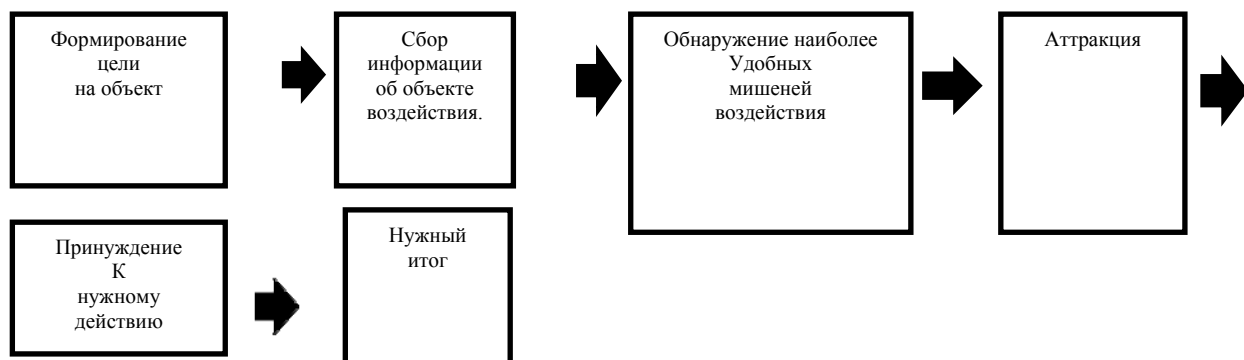 Формирование
цели
на объект
Сбор
информации
об объекте
воздействия.
Обнаружение наиболее
Удобных
мишеней
воздействия
Аттракция
Принуждение
К
нужному
действию
Нужный
итог